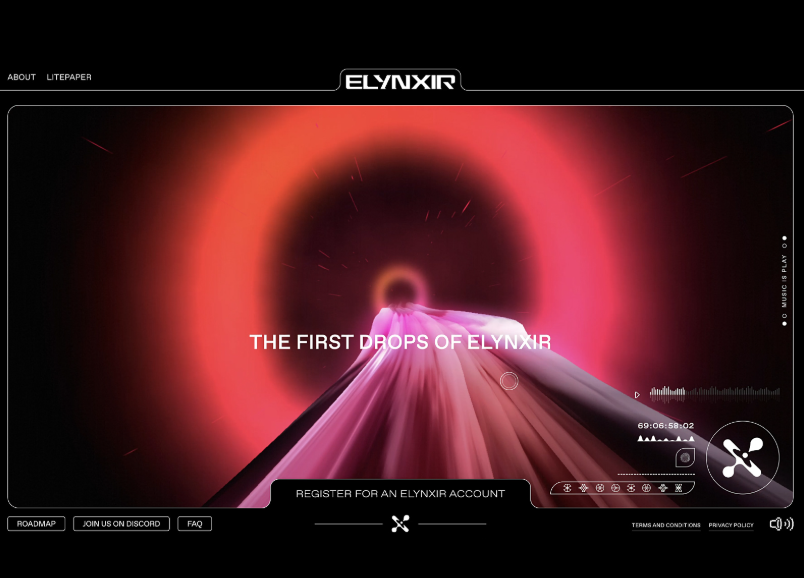 ABOUT LITEPAPER
ELYNXIR
MUSIC IS PLAY
THE FIRST DROPS OF ELYNXIR
69:06:58:02
REGISTER FOR AN ELYNXIR ACCOUNT
ROADMAP
JOIN US ON DISCORD
FAQ
TERMS AND CONDITIONS
PRIVACY POLICY